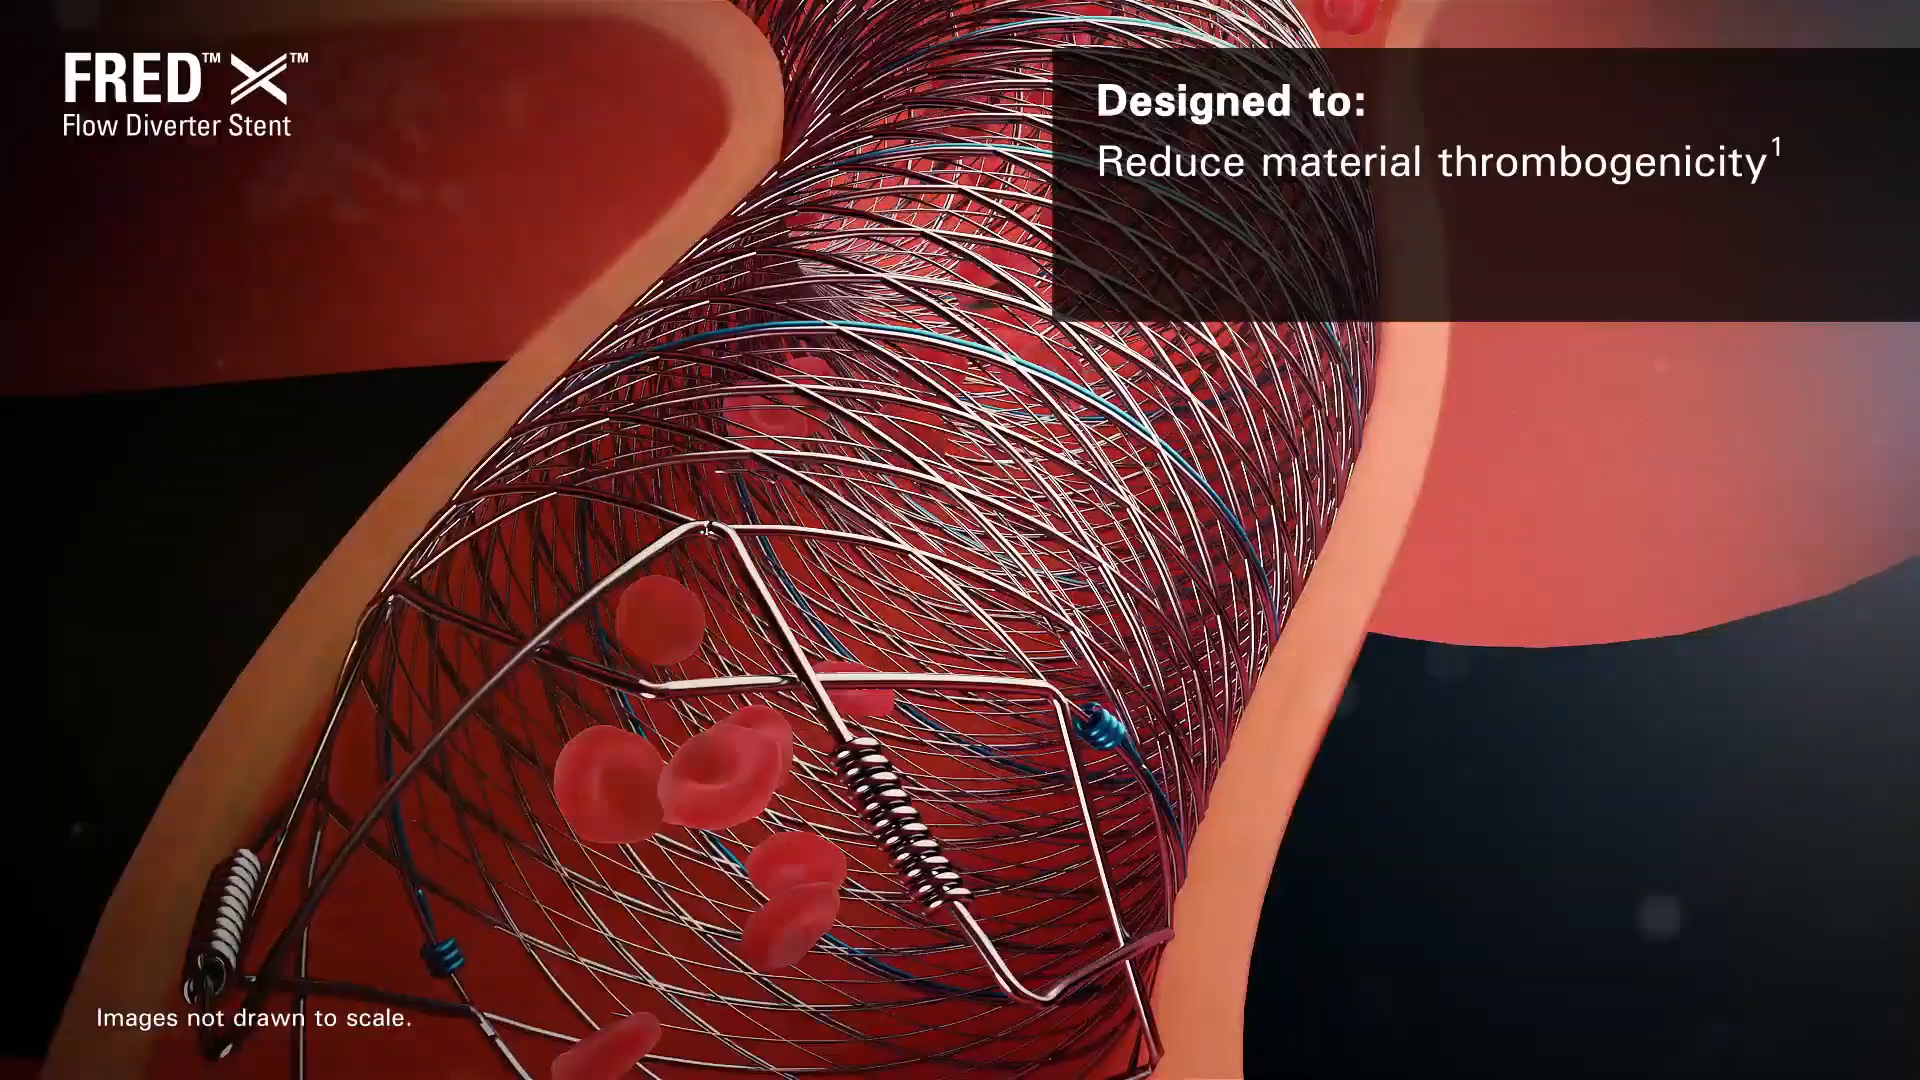 FRED™ X™
Flow Diverter Stent
Designed to:
Reduce material thrombogenicity¹
Images not drawn to scale.